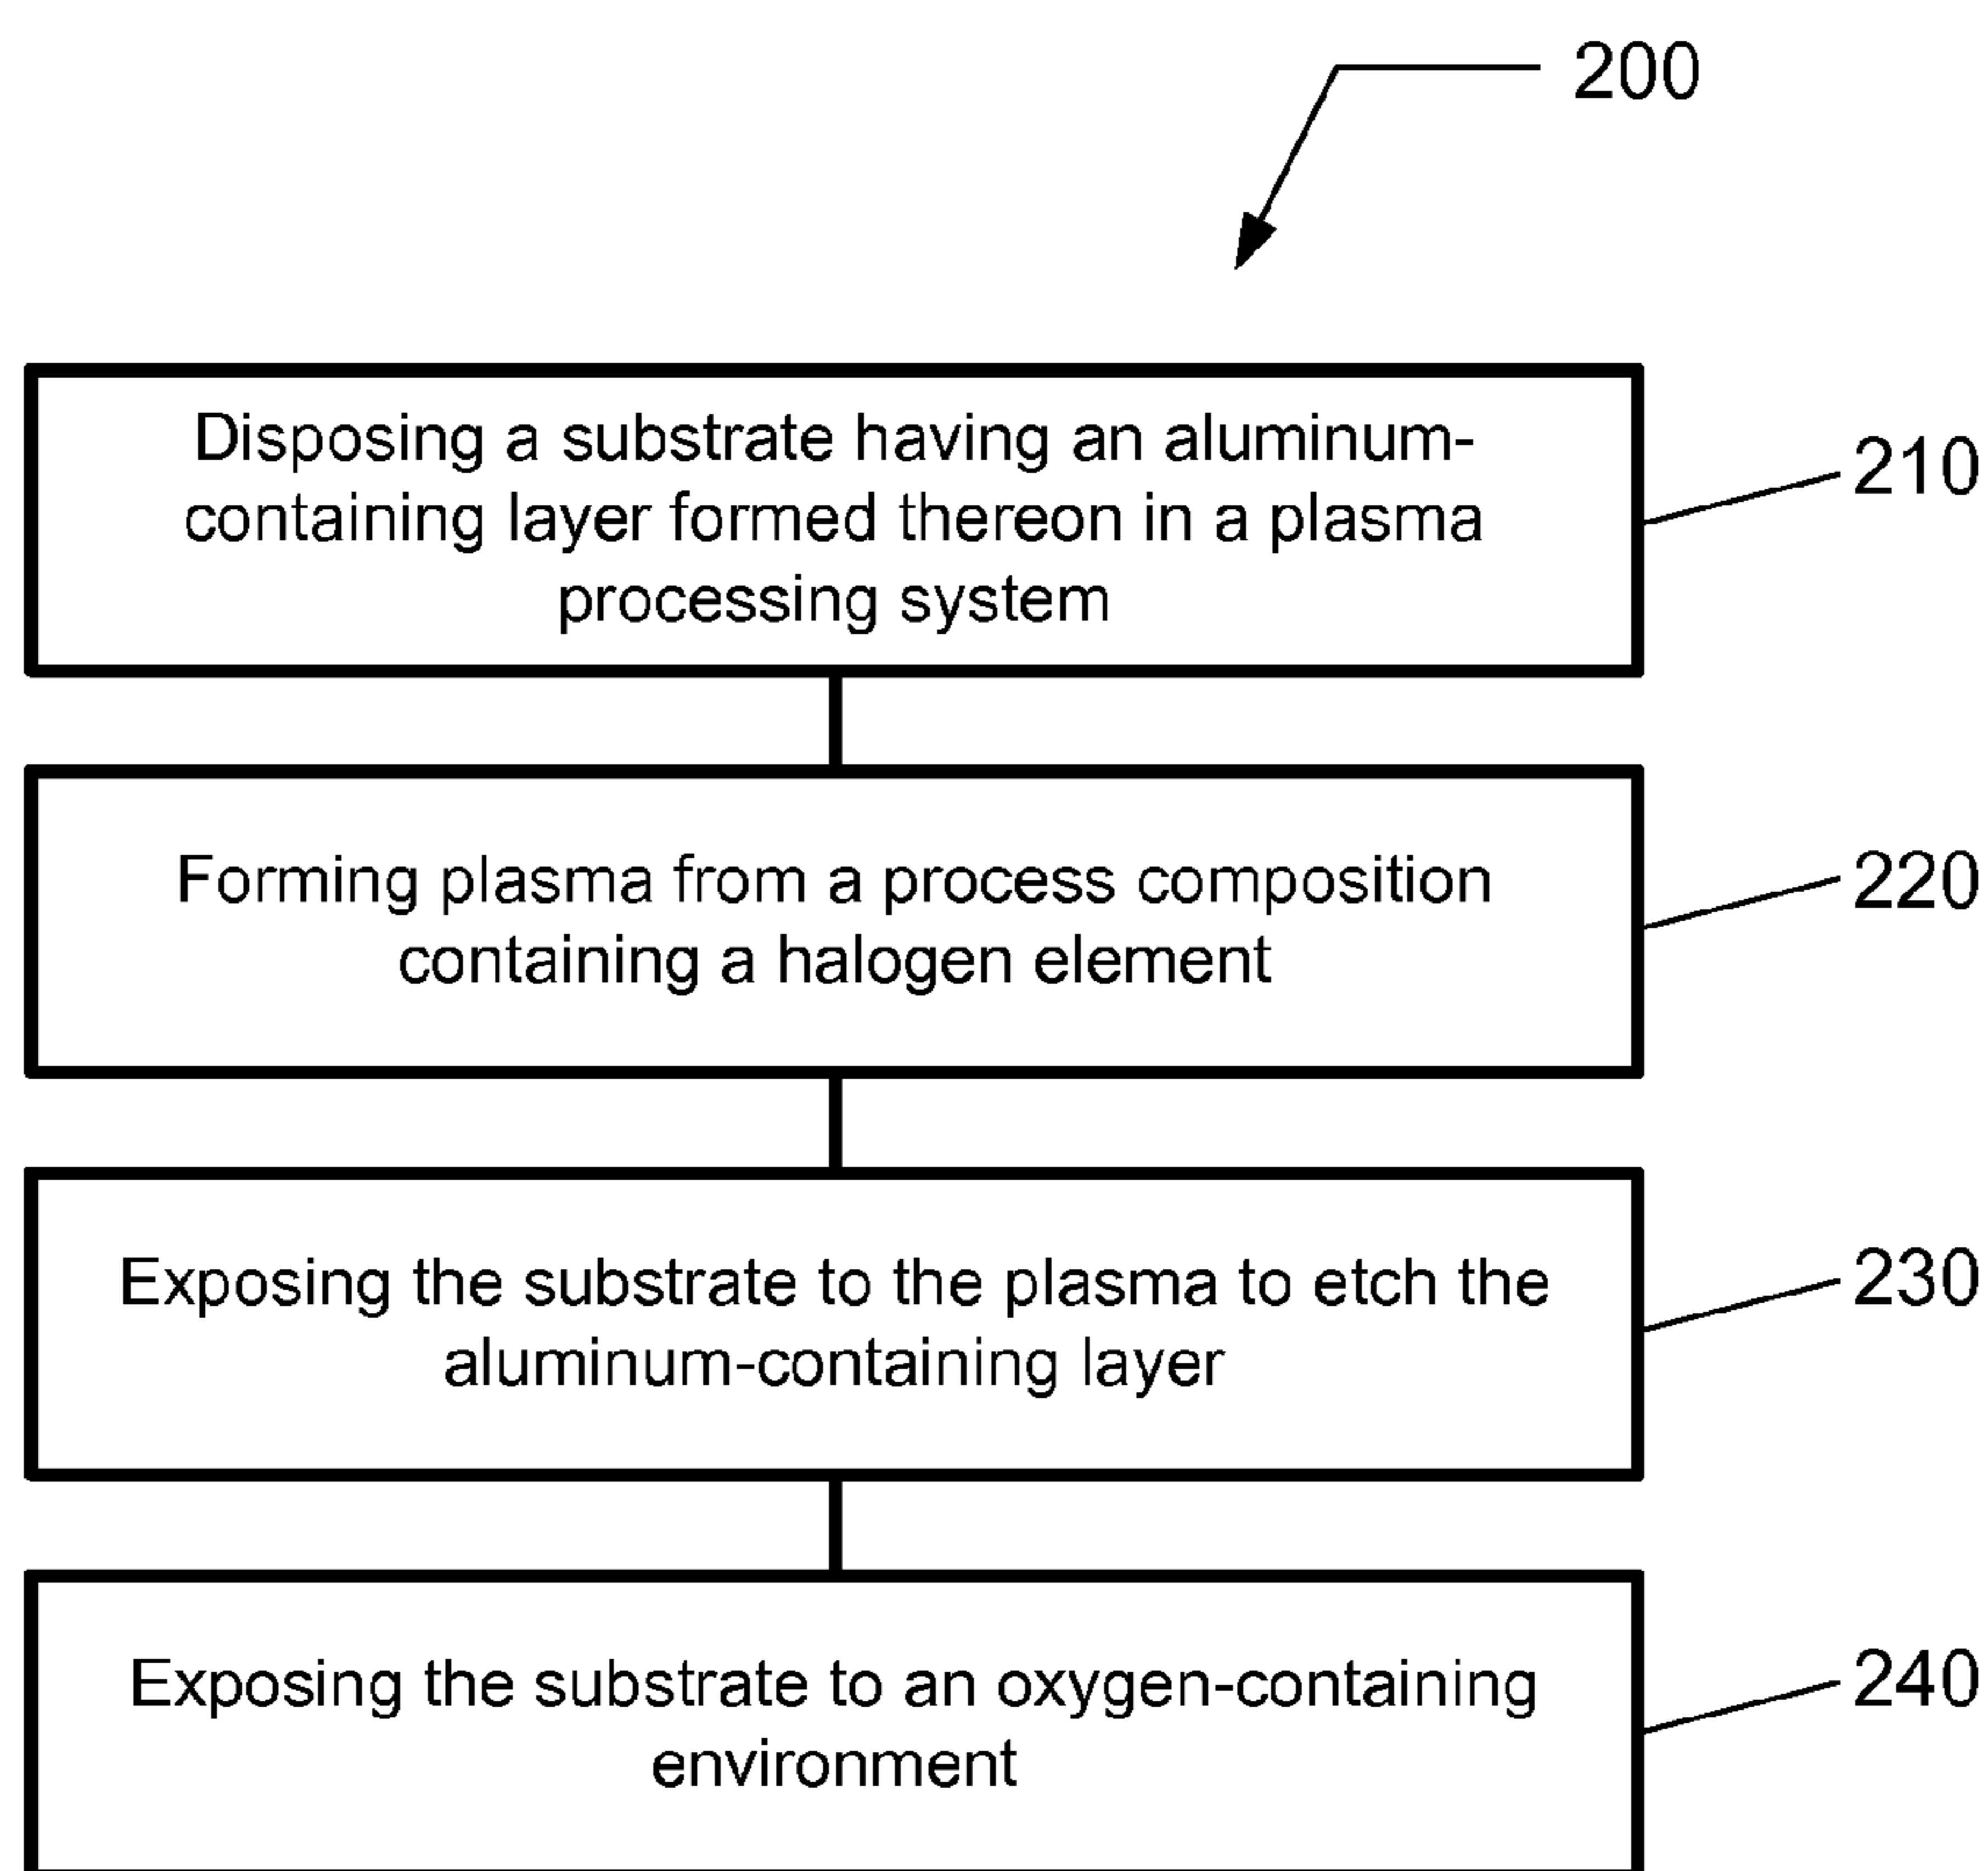 200
Disposing a substrate having an aluminum-
containing layer formed thereon in a plasma
processing system
210
Forming plasma from a process composition
containing a halogen element
220
Exposing the substrate to the plasma to etch the
aluminum-containing layer
230
Exposing the substrate to an oxygen-containing
environment
240